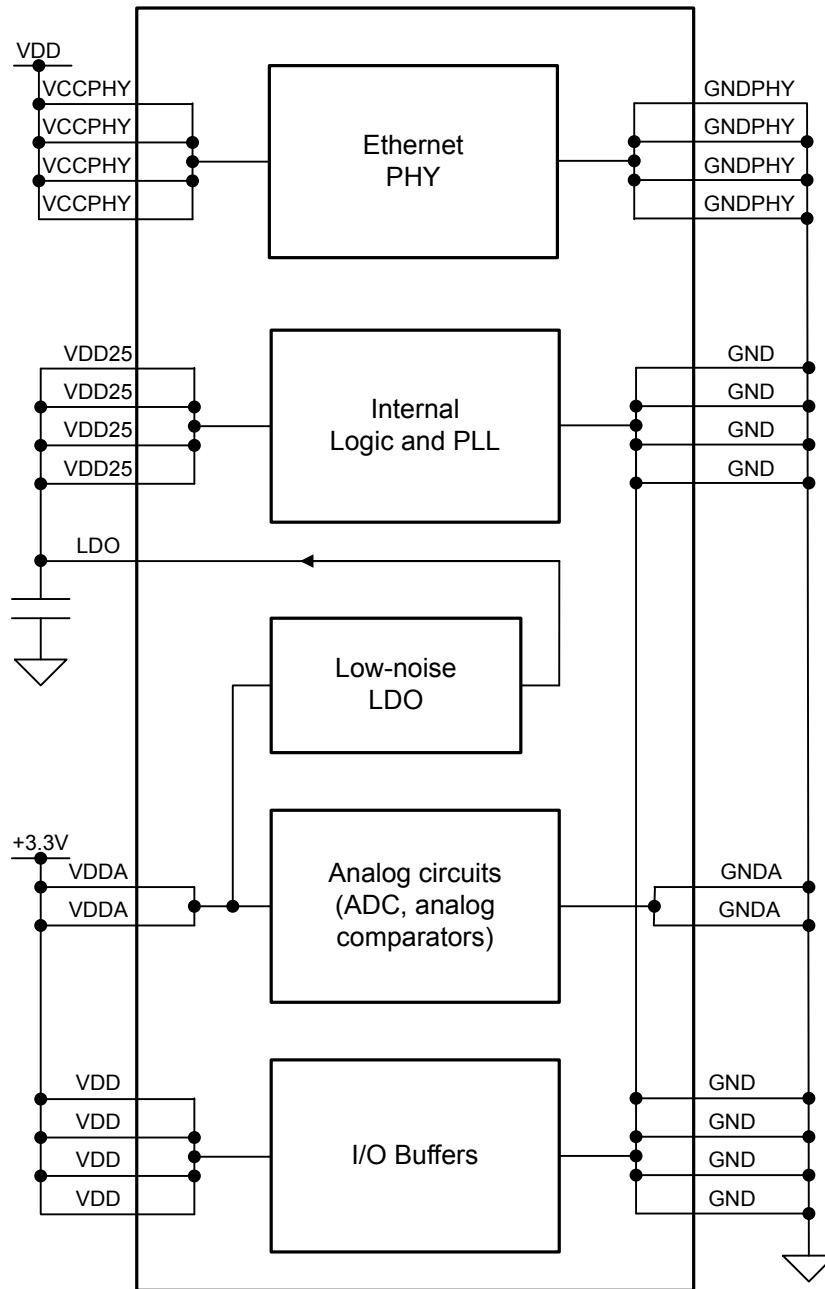 VDD
VCCPHY
VCCPHY
VCCPHY
VCCPHY
Ethernet
PHY
GNDPHY
GNDPHY
GNDPHY
GNDPHY
VDD25
VDD25
VDD25
VDD25
Internal
Logic and PLL
GND
GND
GND
GND
LDO
Low-noise
LDO
+3.3V
VDDA
VDDA
Analog circuits
(ADC, analog
comparators)
GNDA
GNDA
VDD
VDD
VDD
VDD
I/O Buffers
GND
GND
GND
GND